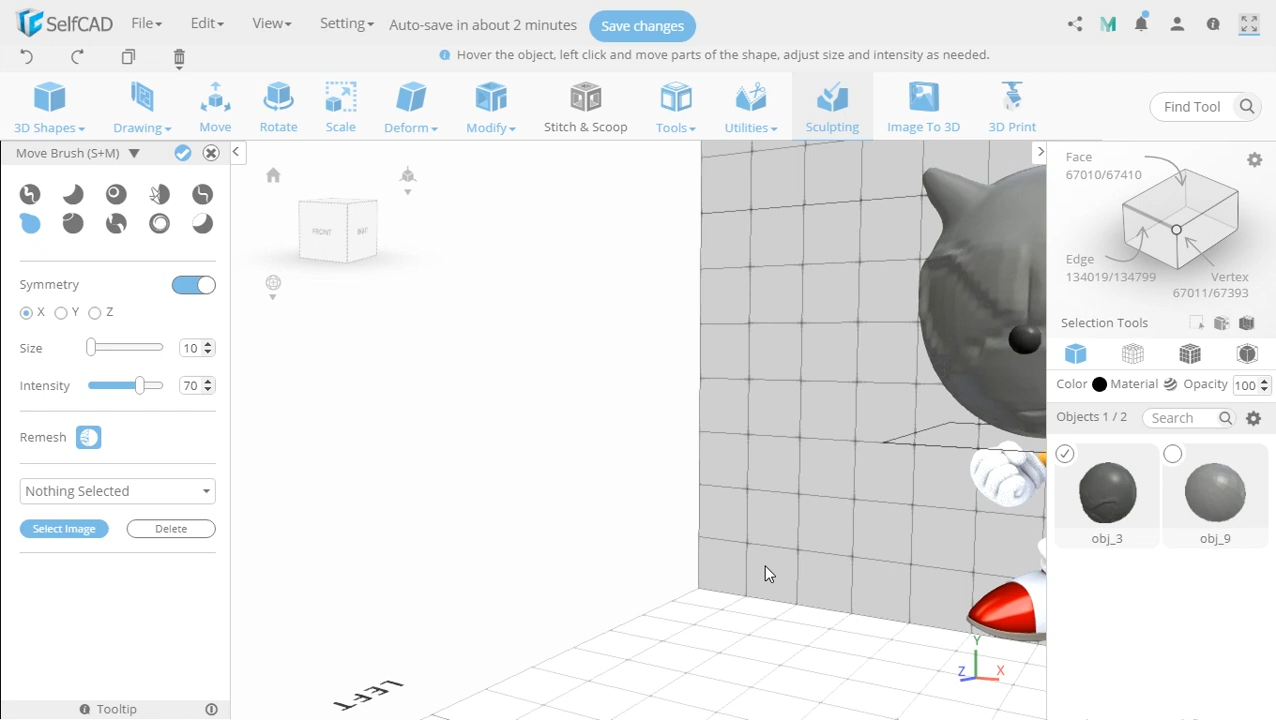 SELFCAD File Edit View Setting Auto-save in about 2 minutes Save changes
Hover the object, left click and move parts of the shape, adjust size and intensity as needed.
3D Shapes Drawing Move Rotate Scale Deform Modify Stitch & Scoop Tools Utilities Sculpting Image To 3D 3D Print Find Tool
Move Brush (S+M)
Symmetry
X Y Z
Size 10
Intensity 70
Remesh
Nothing Selected
Select Image Delete
Tooltip
FRONT
LEFT
Y
Z X
Face
67010/67410
Edge
134019/134799
Vertex
67011/67393
Selection Tools
Color Material Opacity 100
Objects 1 / 2 Search
obj_3 obj_9